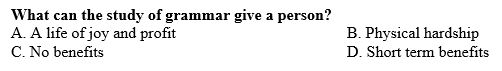 What can the study of grammar give a person?
A. A life of joy and profit B. Physical hardship
C. No benefits D. Short term benefits